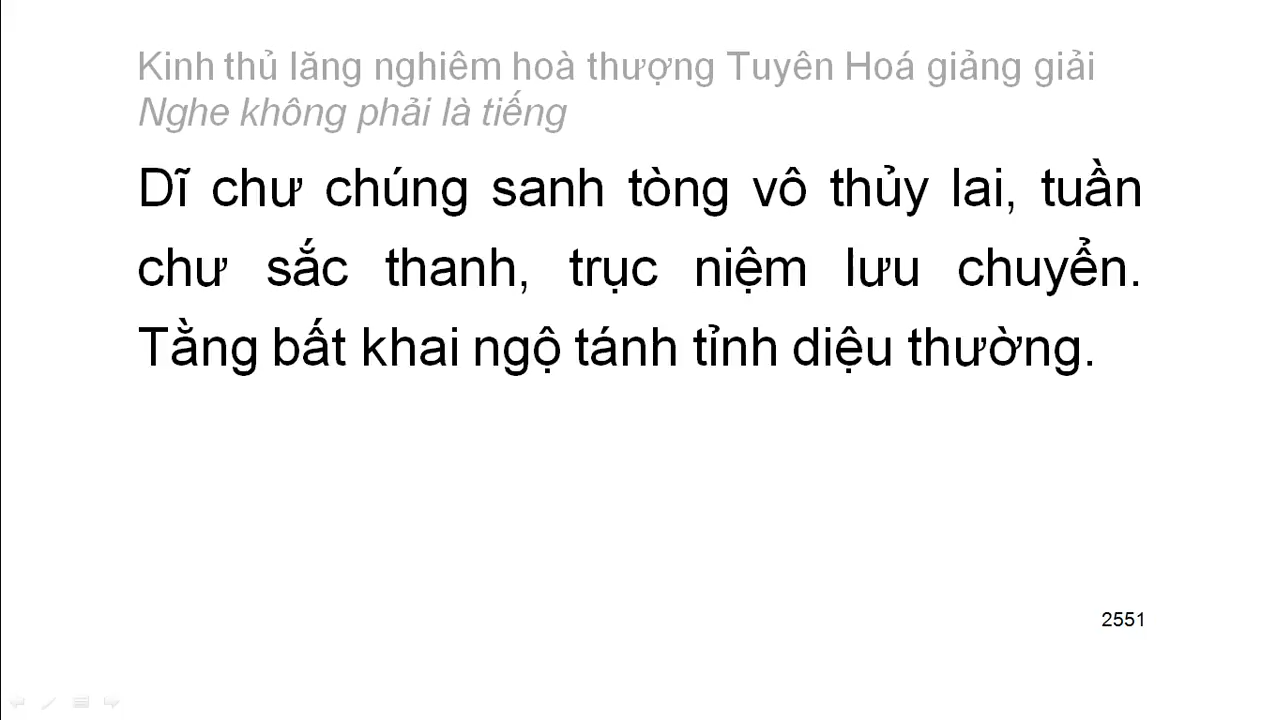 Kinh thủ lăng nghiêm hoà thượng Tuyên Hoá giảng giải
Nghe không phải là tiếng
Dĩ chư chúng sanh tòng vô thủy lai, tuần
chư sắc thanh, trục niệm lưu chuyển.
Tằng bất khai ngộ tánh tỉnh diệu thường.
2551